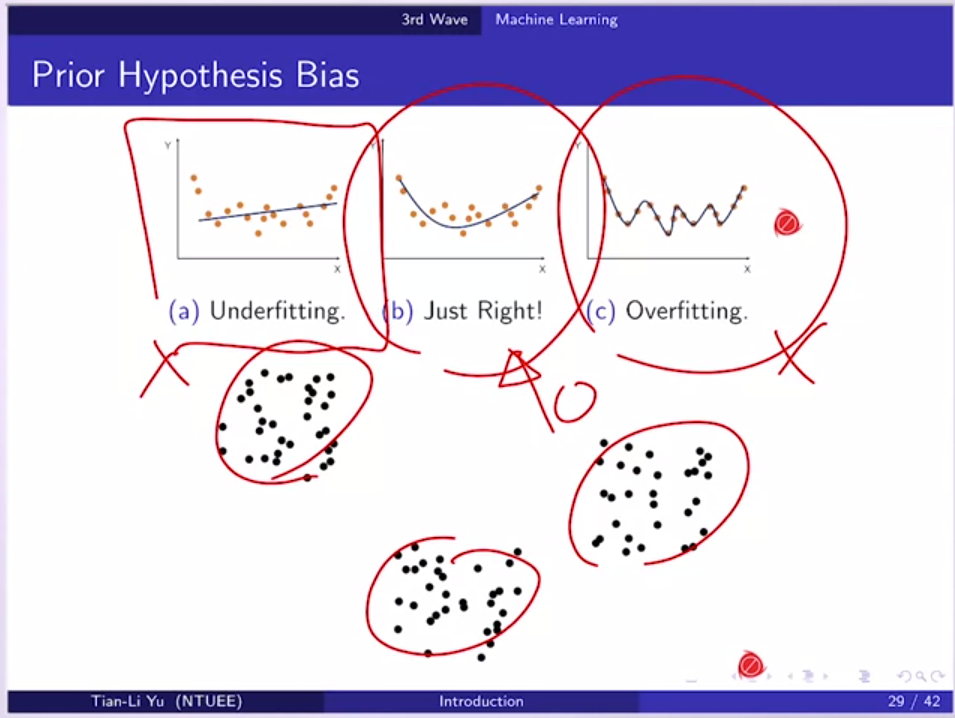 3rd Wave Machine Learning
Prior Hypothesis Bias
Y Y Y
X X X
(a) Underfitting. (b) Just Right! (c) Overfitting.
X O X
Tian-Li Yu (NTUEE) Introduction 29 / 42